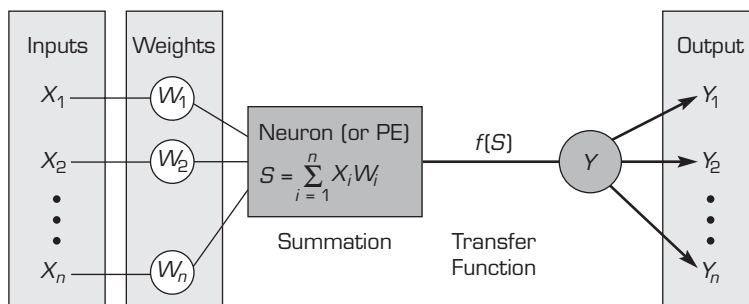 Inputs
Weights
Output
X₁
W₁
Y₁
Neuron (or PE)
S = ∑ᵢ₌₁ⁿ XᵢWᵢ
f(S)
Y
X₂
W₂
Y₂
Xₙ
Wₙ
Yₙ
Summation
Transfer
Function